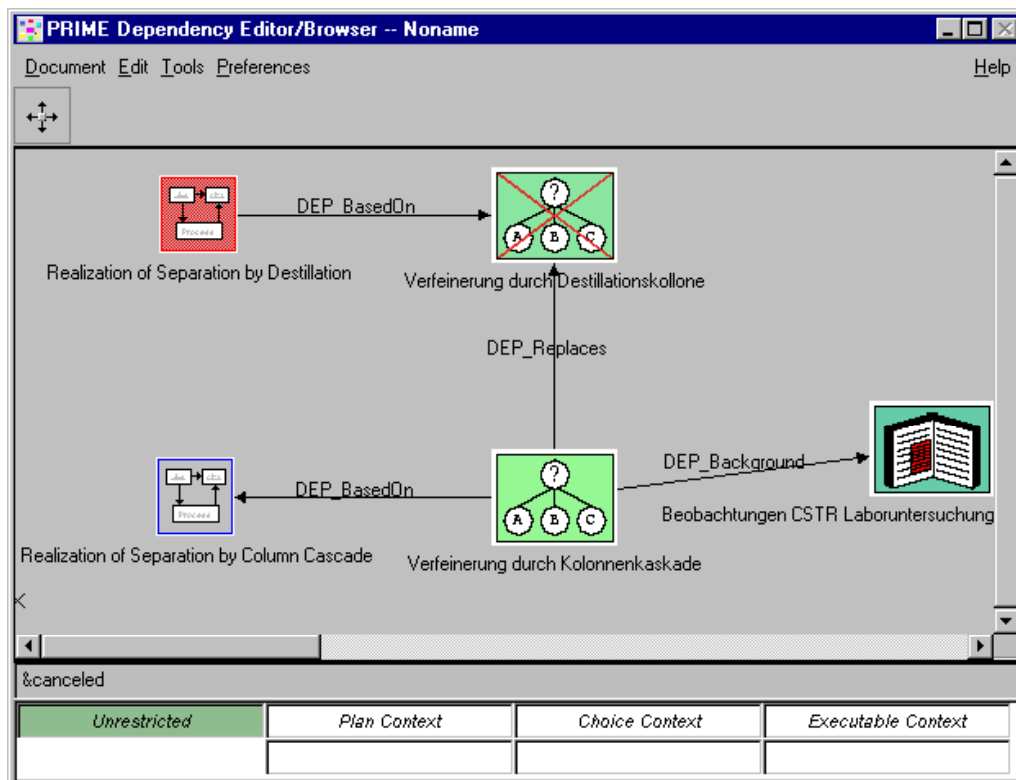 PRIME Dependency Editor/Browser -- Noname
Document Edit Tools Preferences Help
DEP_BasedOn
?
A B C
Process
Realization of Separation by Destillation
Verfeinerung durch Destillationskollone
DEP_Replaces
DEP_Background
?
DEP_BasedOn
A B C
Process
Beobachtungen CSTR Laboruntersuchung
Realization of Separation by Column Cascade
Verfeinerung durch Kolonnenkaskade
&canceled
Unrestricted Plan Context Choice Context Executable Context